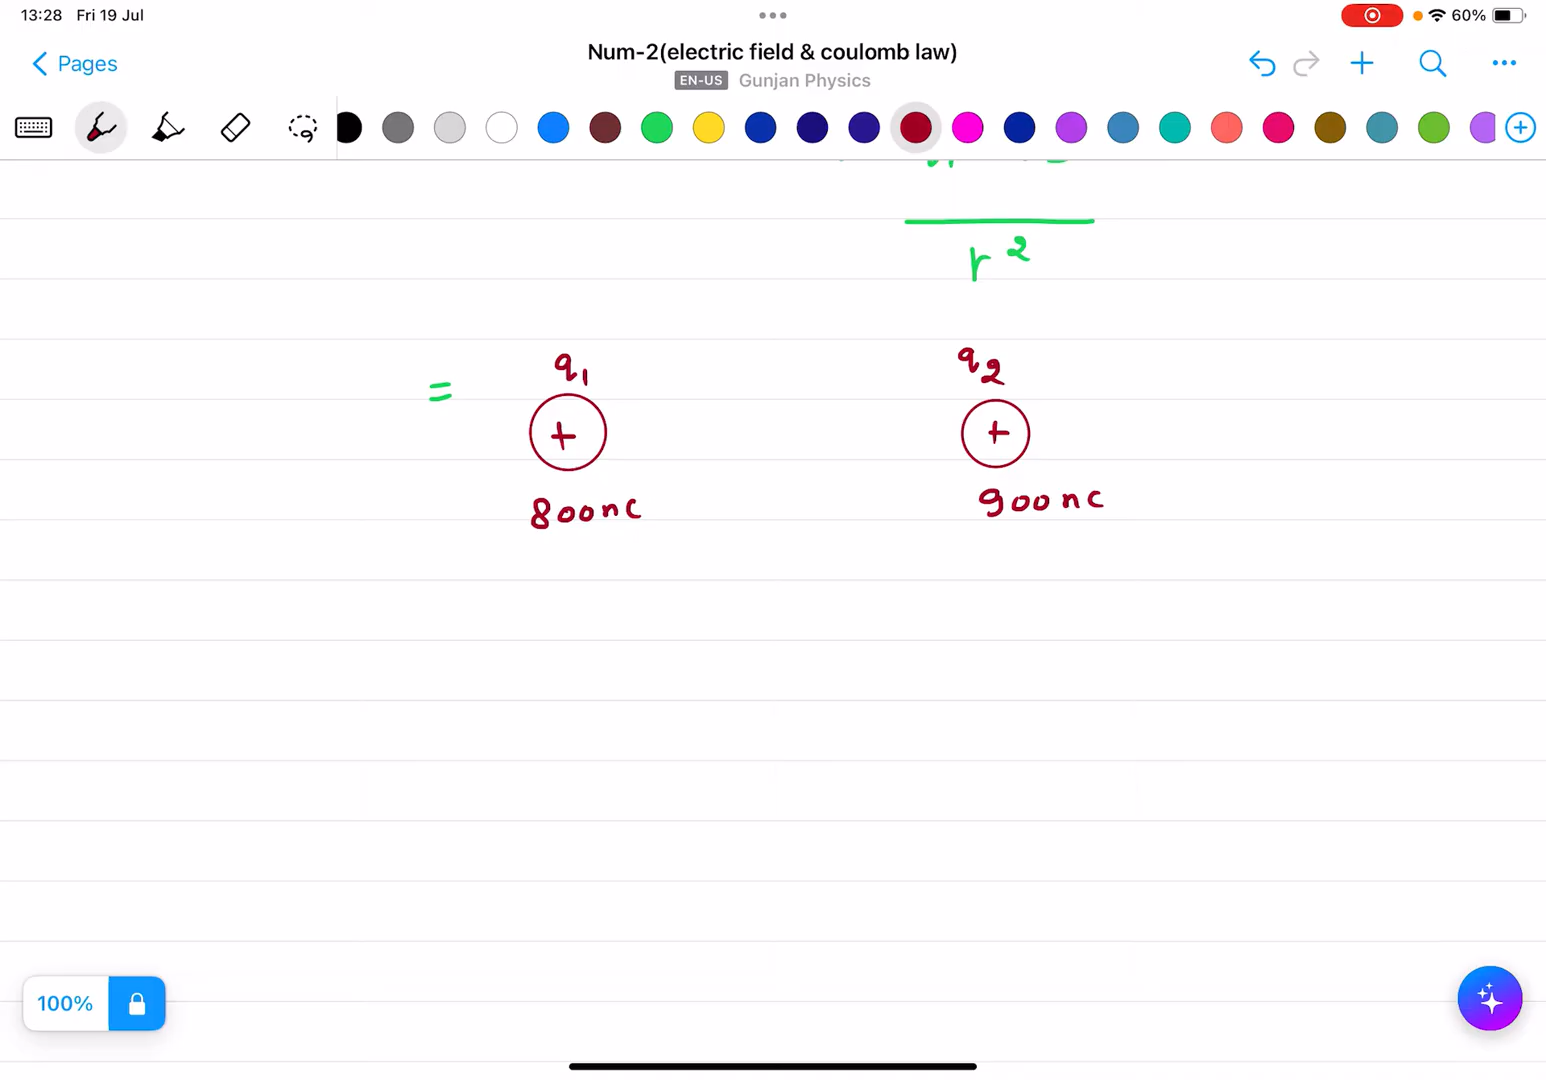 13:28 Fri 19 Jul
60%
Pages
Num-2(electric field & coulomb law)
EN-US Gunjan Physics
r 2
= q1 q2
+ +
800nc 900nc
100%